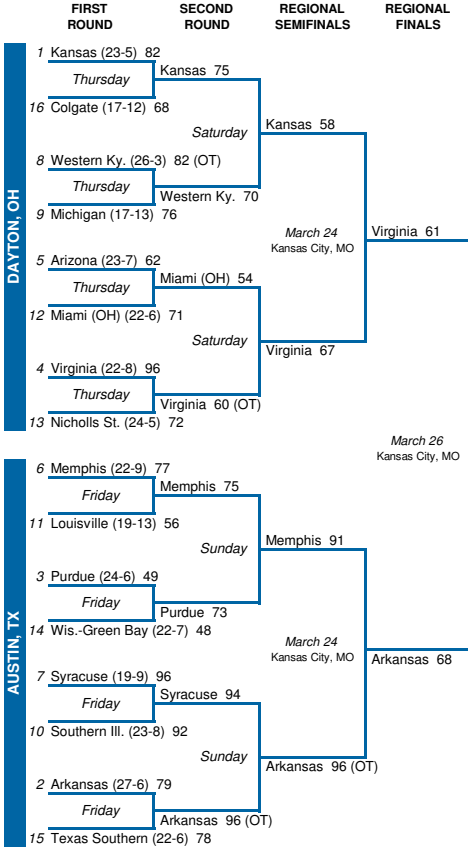 FIRST ROUND
SECOND ROUND
REGIONAL SEMIFINALS
REGIONAL FINALS
DAYTON, OH
1 Kansas (23-5) 82
Thursday
16 Colgate (17-12) 68
Kansas 75
Saturday
8 Western Ky. (26-3) 82 (OT)
Thursday
9 Michigan (17-13) 76
Western Ky. 70
Kansas 58
March 24
Kansas City, MO
5 Arizona (23-7) 62
Thursday
12 Miami (OH) (22-6) 71
Miami (OH) 54
Saturday
4 Virginia (22-8) 96
Thursday
13 Nicholls St. (24-5) 72
Virginia 60 (OT)
Virginia 67
Virginia 61
March 26
Kansas City, MO
AUSTIN, TX
6 Memphis (22-9) 77
Friday
11 Louisville (19-13) 56
Memphis 75
Sunday
3 Purdue (24-6) 49
Friday
14 Wis.-Green Bay (22-7) 48
Purdue 73
Memphis 91
March 24
Kansas City, MO
7 Syracuse (19-9) 96
Friday
10 Southern Ill. (23-8) 92
Syracuse 94
Sunday
2 Arkansas (27-6) 79
Friday
15 Texas Southern (22-6) 78
Arkansas 96 (OT)
Arkansas 96 (OT)
Arkansas 68